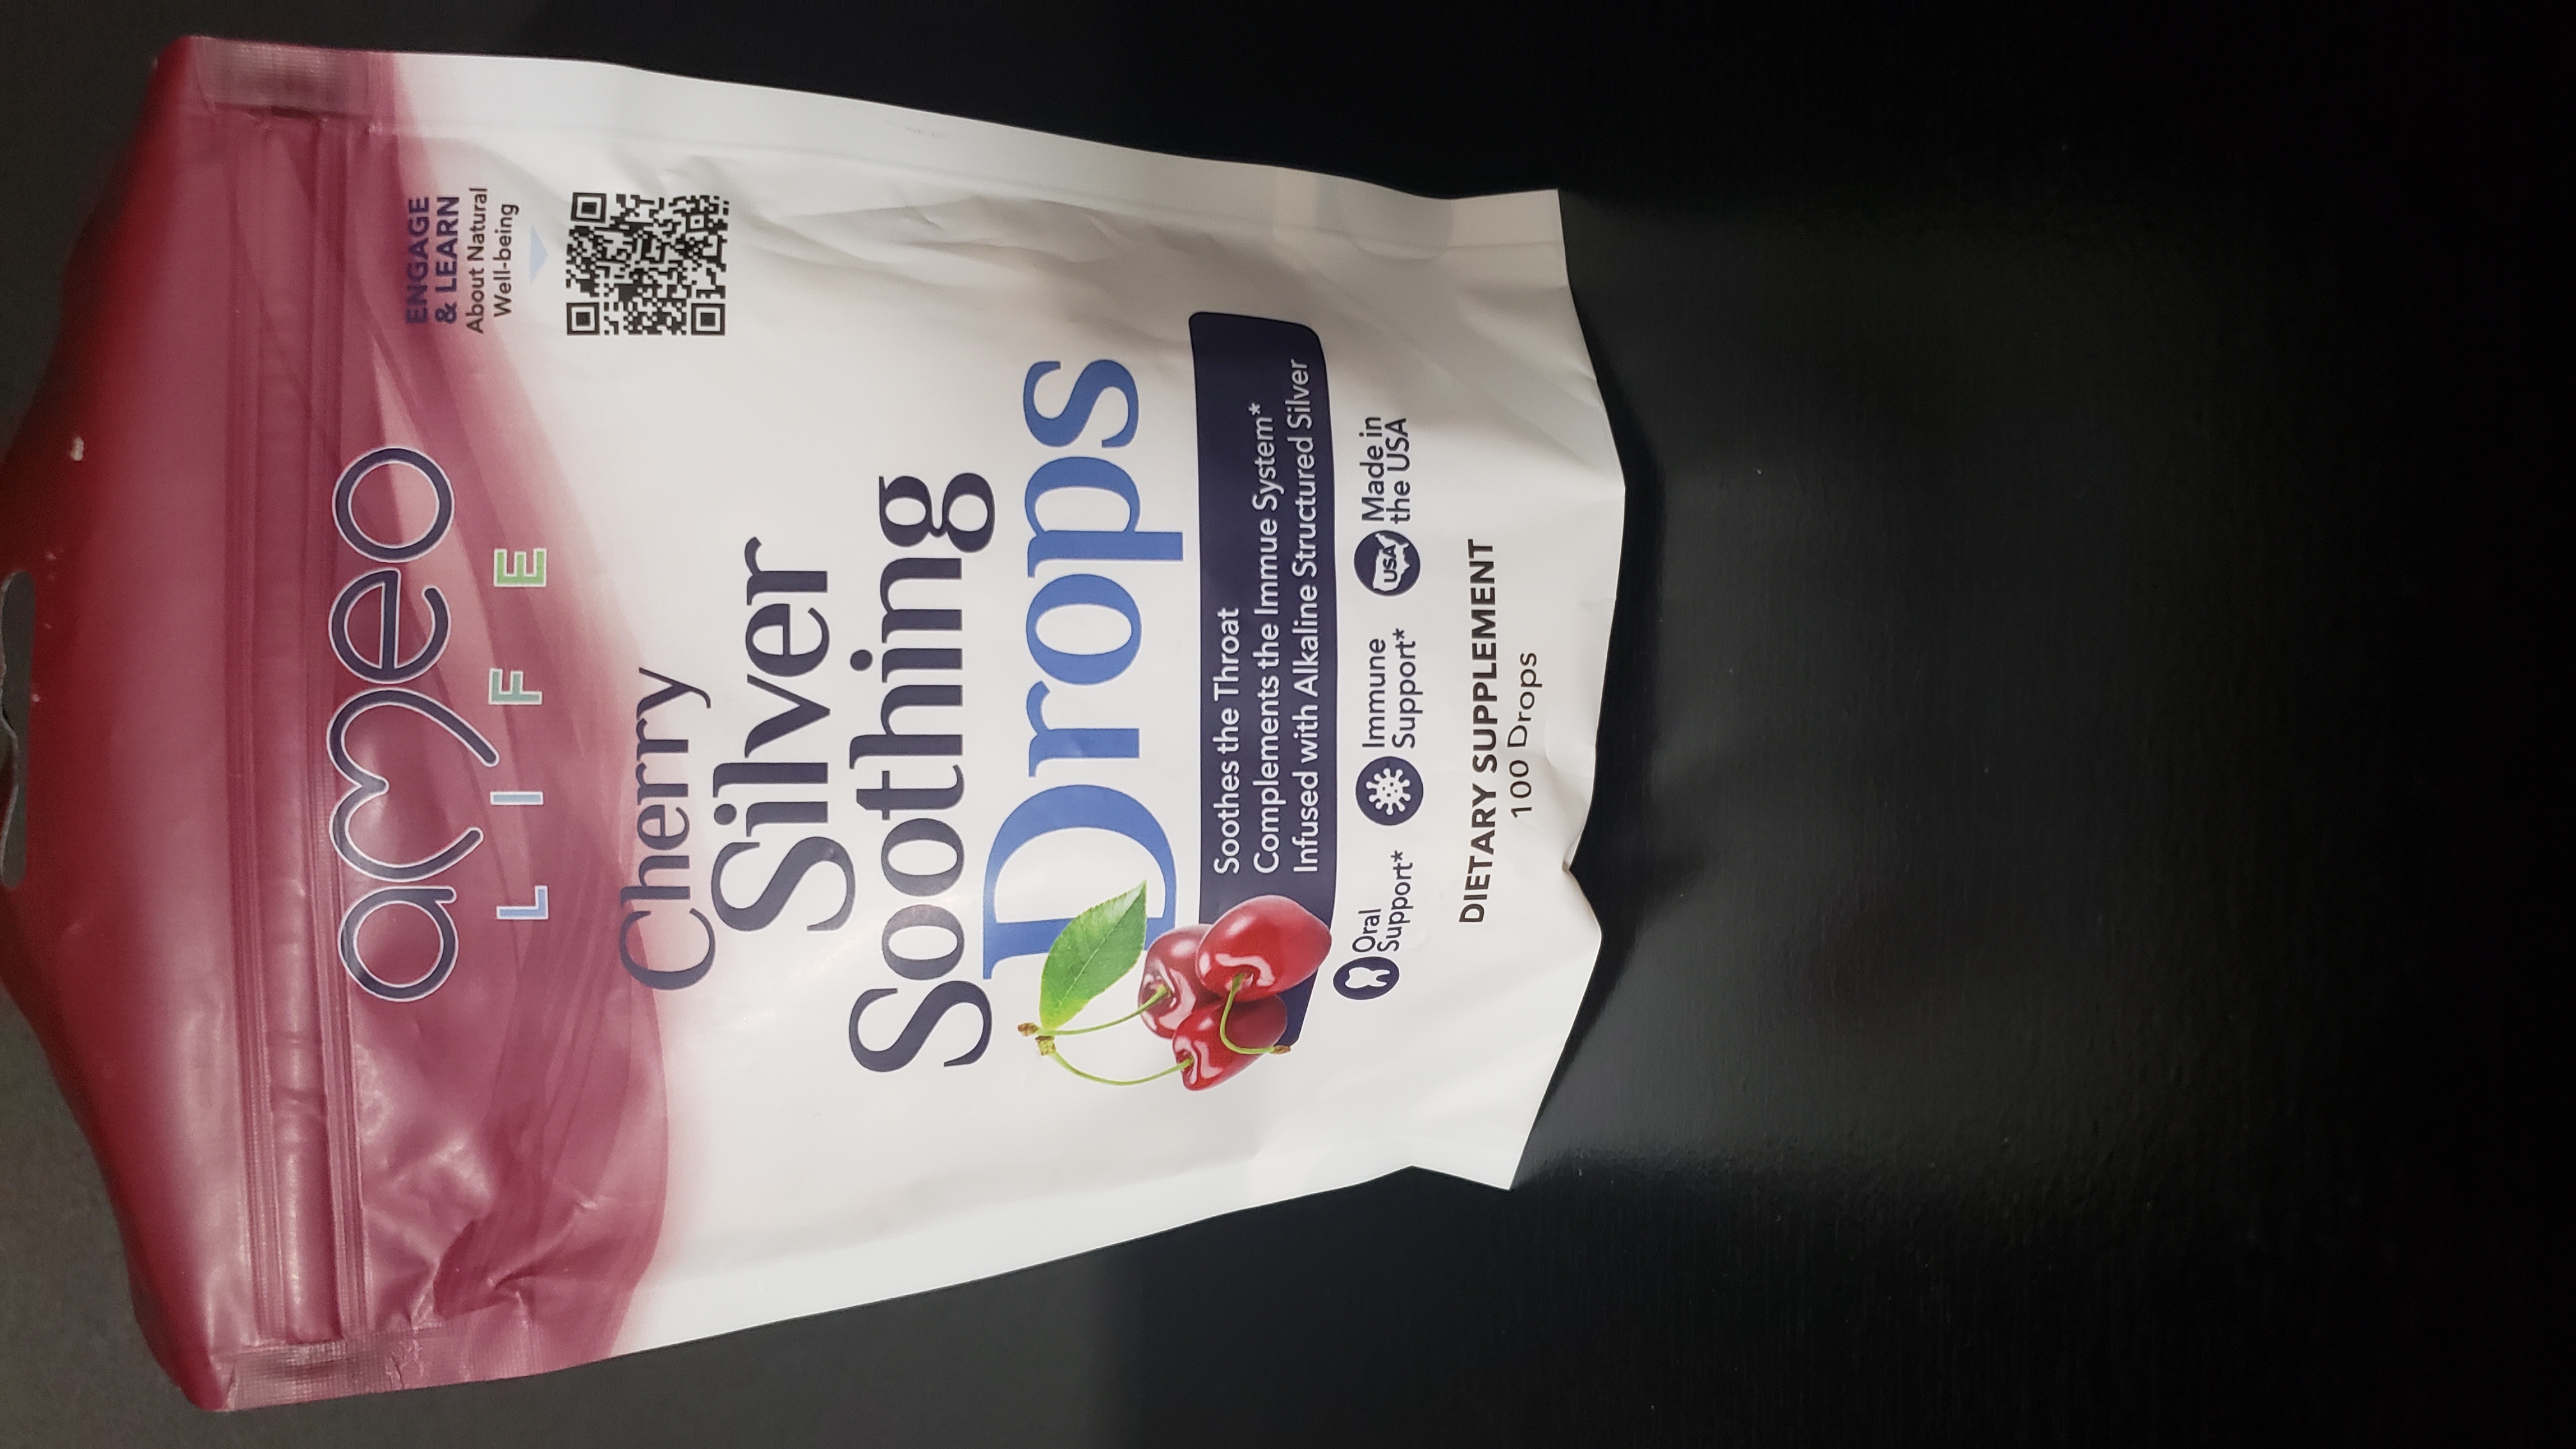 ameo
LIFE
ENGAGE
& LEARN
About Natural
Well-being
Cherry
Silver
Soothing
Drops
Soothes the Throat
Complements the Immue System*
Infused with Alkaline Structured Silver
Oral
Support*
Immune
Support*
USA
Made in
the USA
DIETARY SUPPLEMENT
100 Drops